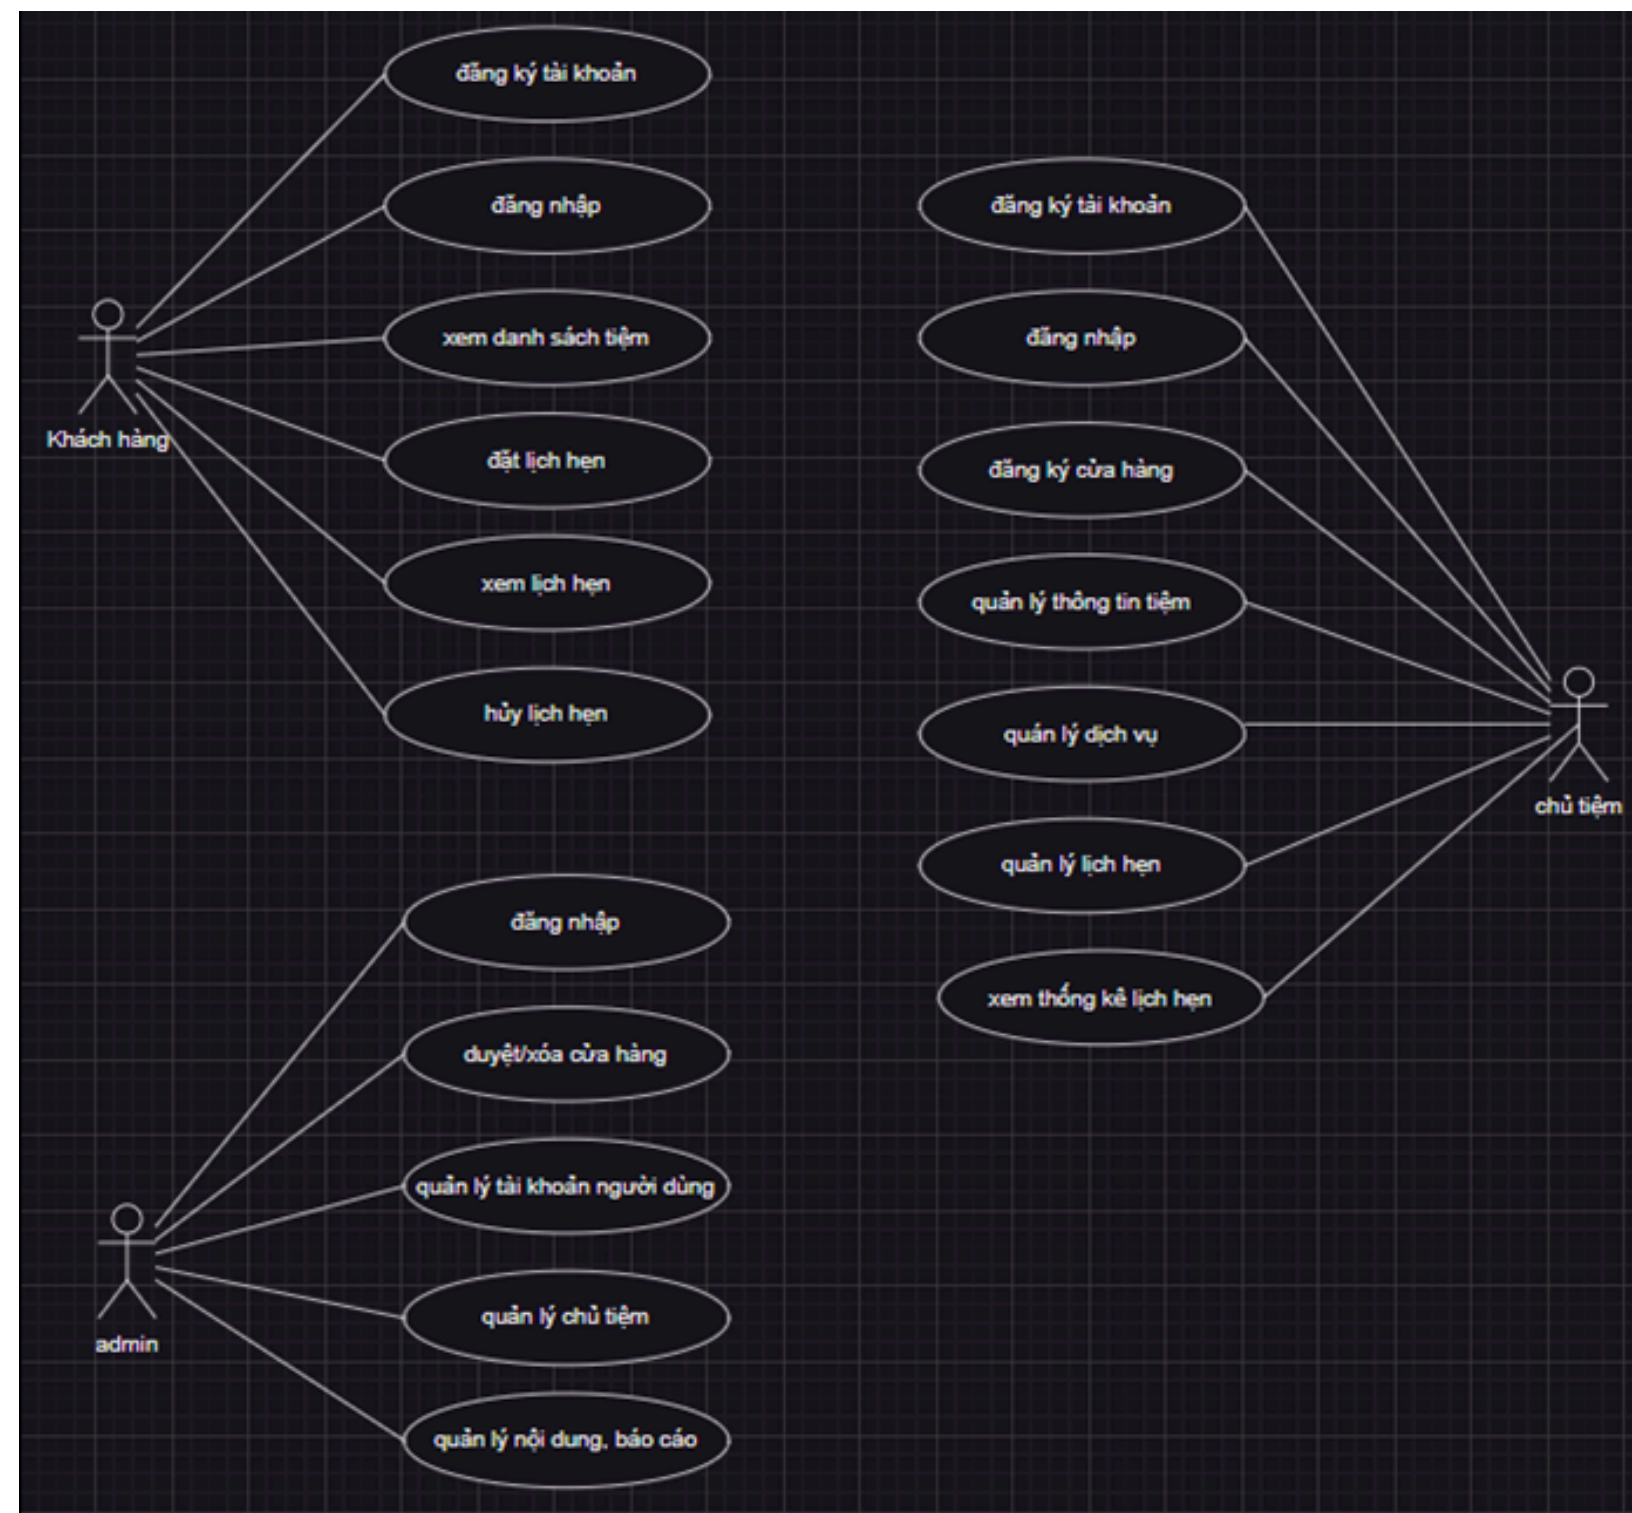 đăng ký tài khoản
đăng nhập
xem danh sách tiệm
Khách hàng
đặt lịch hẹn
xem lịch hẹn
hủy lịch hẹn
đăng ký tài khoản
đăng nhập
đăng ký cửa hàng
quản lý thông tin tiệm
quản lý dịch vụ
chủ tiệm
quản lý lịch hẹn
xem thống kê lịch hẹn
đăng nhập
duyệt/xóa cửa hàng
quản lý tài khoản người dùng
quản lý chủ tiệm
admin
quản lý nội dung, báo cáo